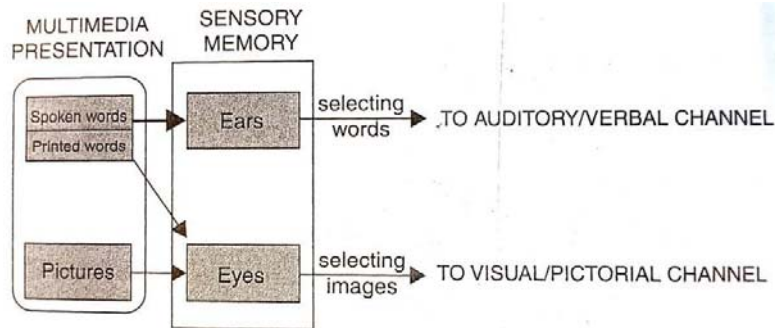 MULTIMEDIA
PRESENTATION
SENSORY
MEMORY
Spoken words
Printed words
Ears
selecting
words
TO AUDITORY/VERBAL CHANNEL
Pictures
Eyes
selecting
images
TO VISUAL/PICTORIAL CHANNEL